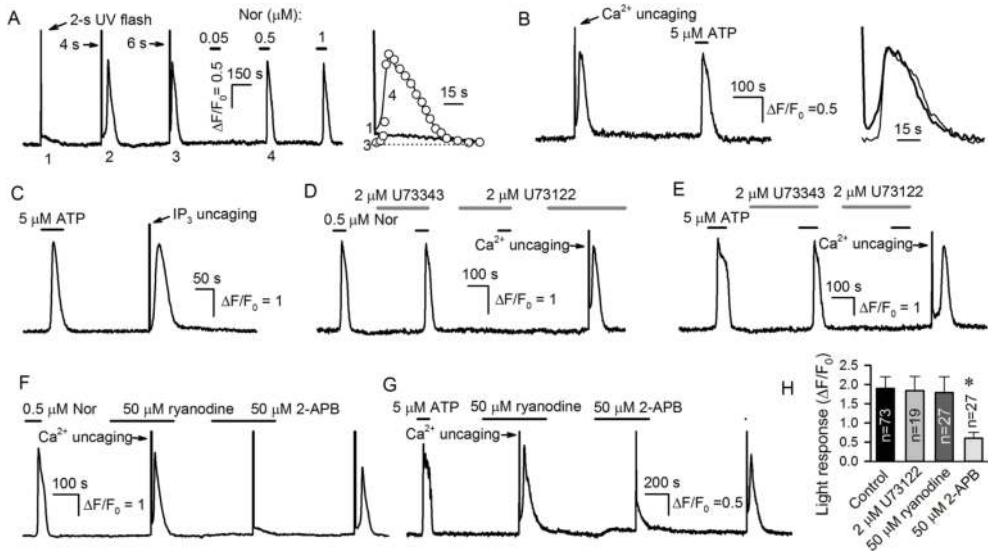 A
2-s UV flash
4 s
6 s
Nor (μM):
0.05 0.5 1
ΔF/F0= 0.5
150 s
15 s
1 2 3 4
1
3
4
B
Ca2+ uncaging
5 μM ATP
100 s
ΔF/F0 =0.5
15 s
C
5 μM ATP
IP3 uncaging
50 s
ΔF/F0 = 1
D
2 μM U73343 2 μM U73122
0.5 μM Nor
Ca2+ uncaging
100 s
ΔF/F0 = 1
E
2 μM U73343 2 μM U73122
5 μM ATP
Ca2+ uncaging
100 s
ΔF/F0 = 1
F
0.5 μM Nor 50 μM ryanodine 50 μM 2-APB
Ca2+ uncaging
100 s
ΔF/F0 = 1
G
5 μM ATP 50 μM ryanodine 50 μM 2-APB
Ca2+ uncaging
200 s
ΔF/F0 =0.5
H
Light response (ΔF/F0)
2.5
2.0
1.5
1.0
0.5
0.0
n=73
n=19
n=27
n=27 *
Control
2 μM U73122
50 μM ryanodine
50 μM 2-APB